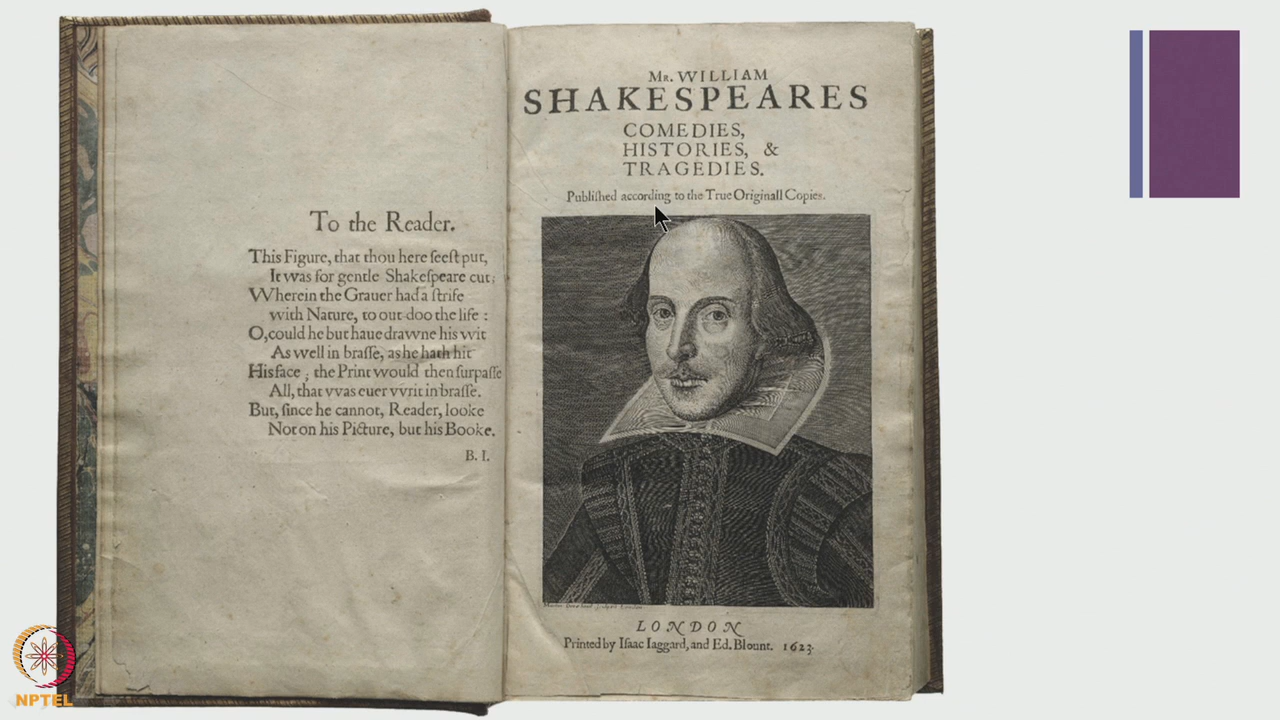 To the Reader.
This Figure, that thou here ſeeſt put,
It was for gentle Shakeſpeare cut;
Wherein the Grauer had a ſtrife
with Nature, to out-doo the life :
O, could he but haue drawne his wit
As well in braſſe, as he hath hit
His face ; the Print would then ſurpaſſe
All, that vvas euer vvrit in braſſe.
But, ſince he cannot, Reader, looke
Not on his Picture, but his Booke.
B. I.
Mr. WILLIAM
SHAKESPEARES
COMEDIES,
HISTORIES, &
TRAGEDIES.
Publiſhed according to the True Originall Copies.
LONDON
Printed by Iſaac Iaggard, and Ed. Blount. 1623.
NPTEL